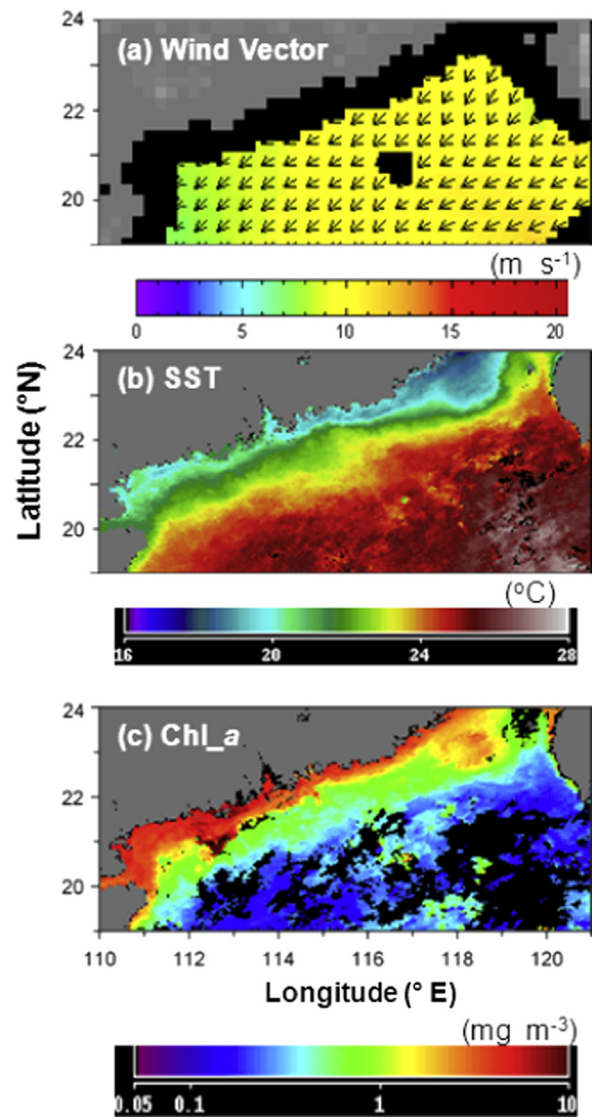 24
(a) Wind Vector
22
20
(m s-1)
0 5 10 15 20
Latitude (°N)
24
(b) SST
22
20
(°C)
16 20 24 28
24
(c) Chl_a
22
20
110 112 114 116 118 120
Longitude (° E)
(mg m-3)
0.05 0.1 1 10